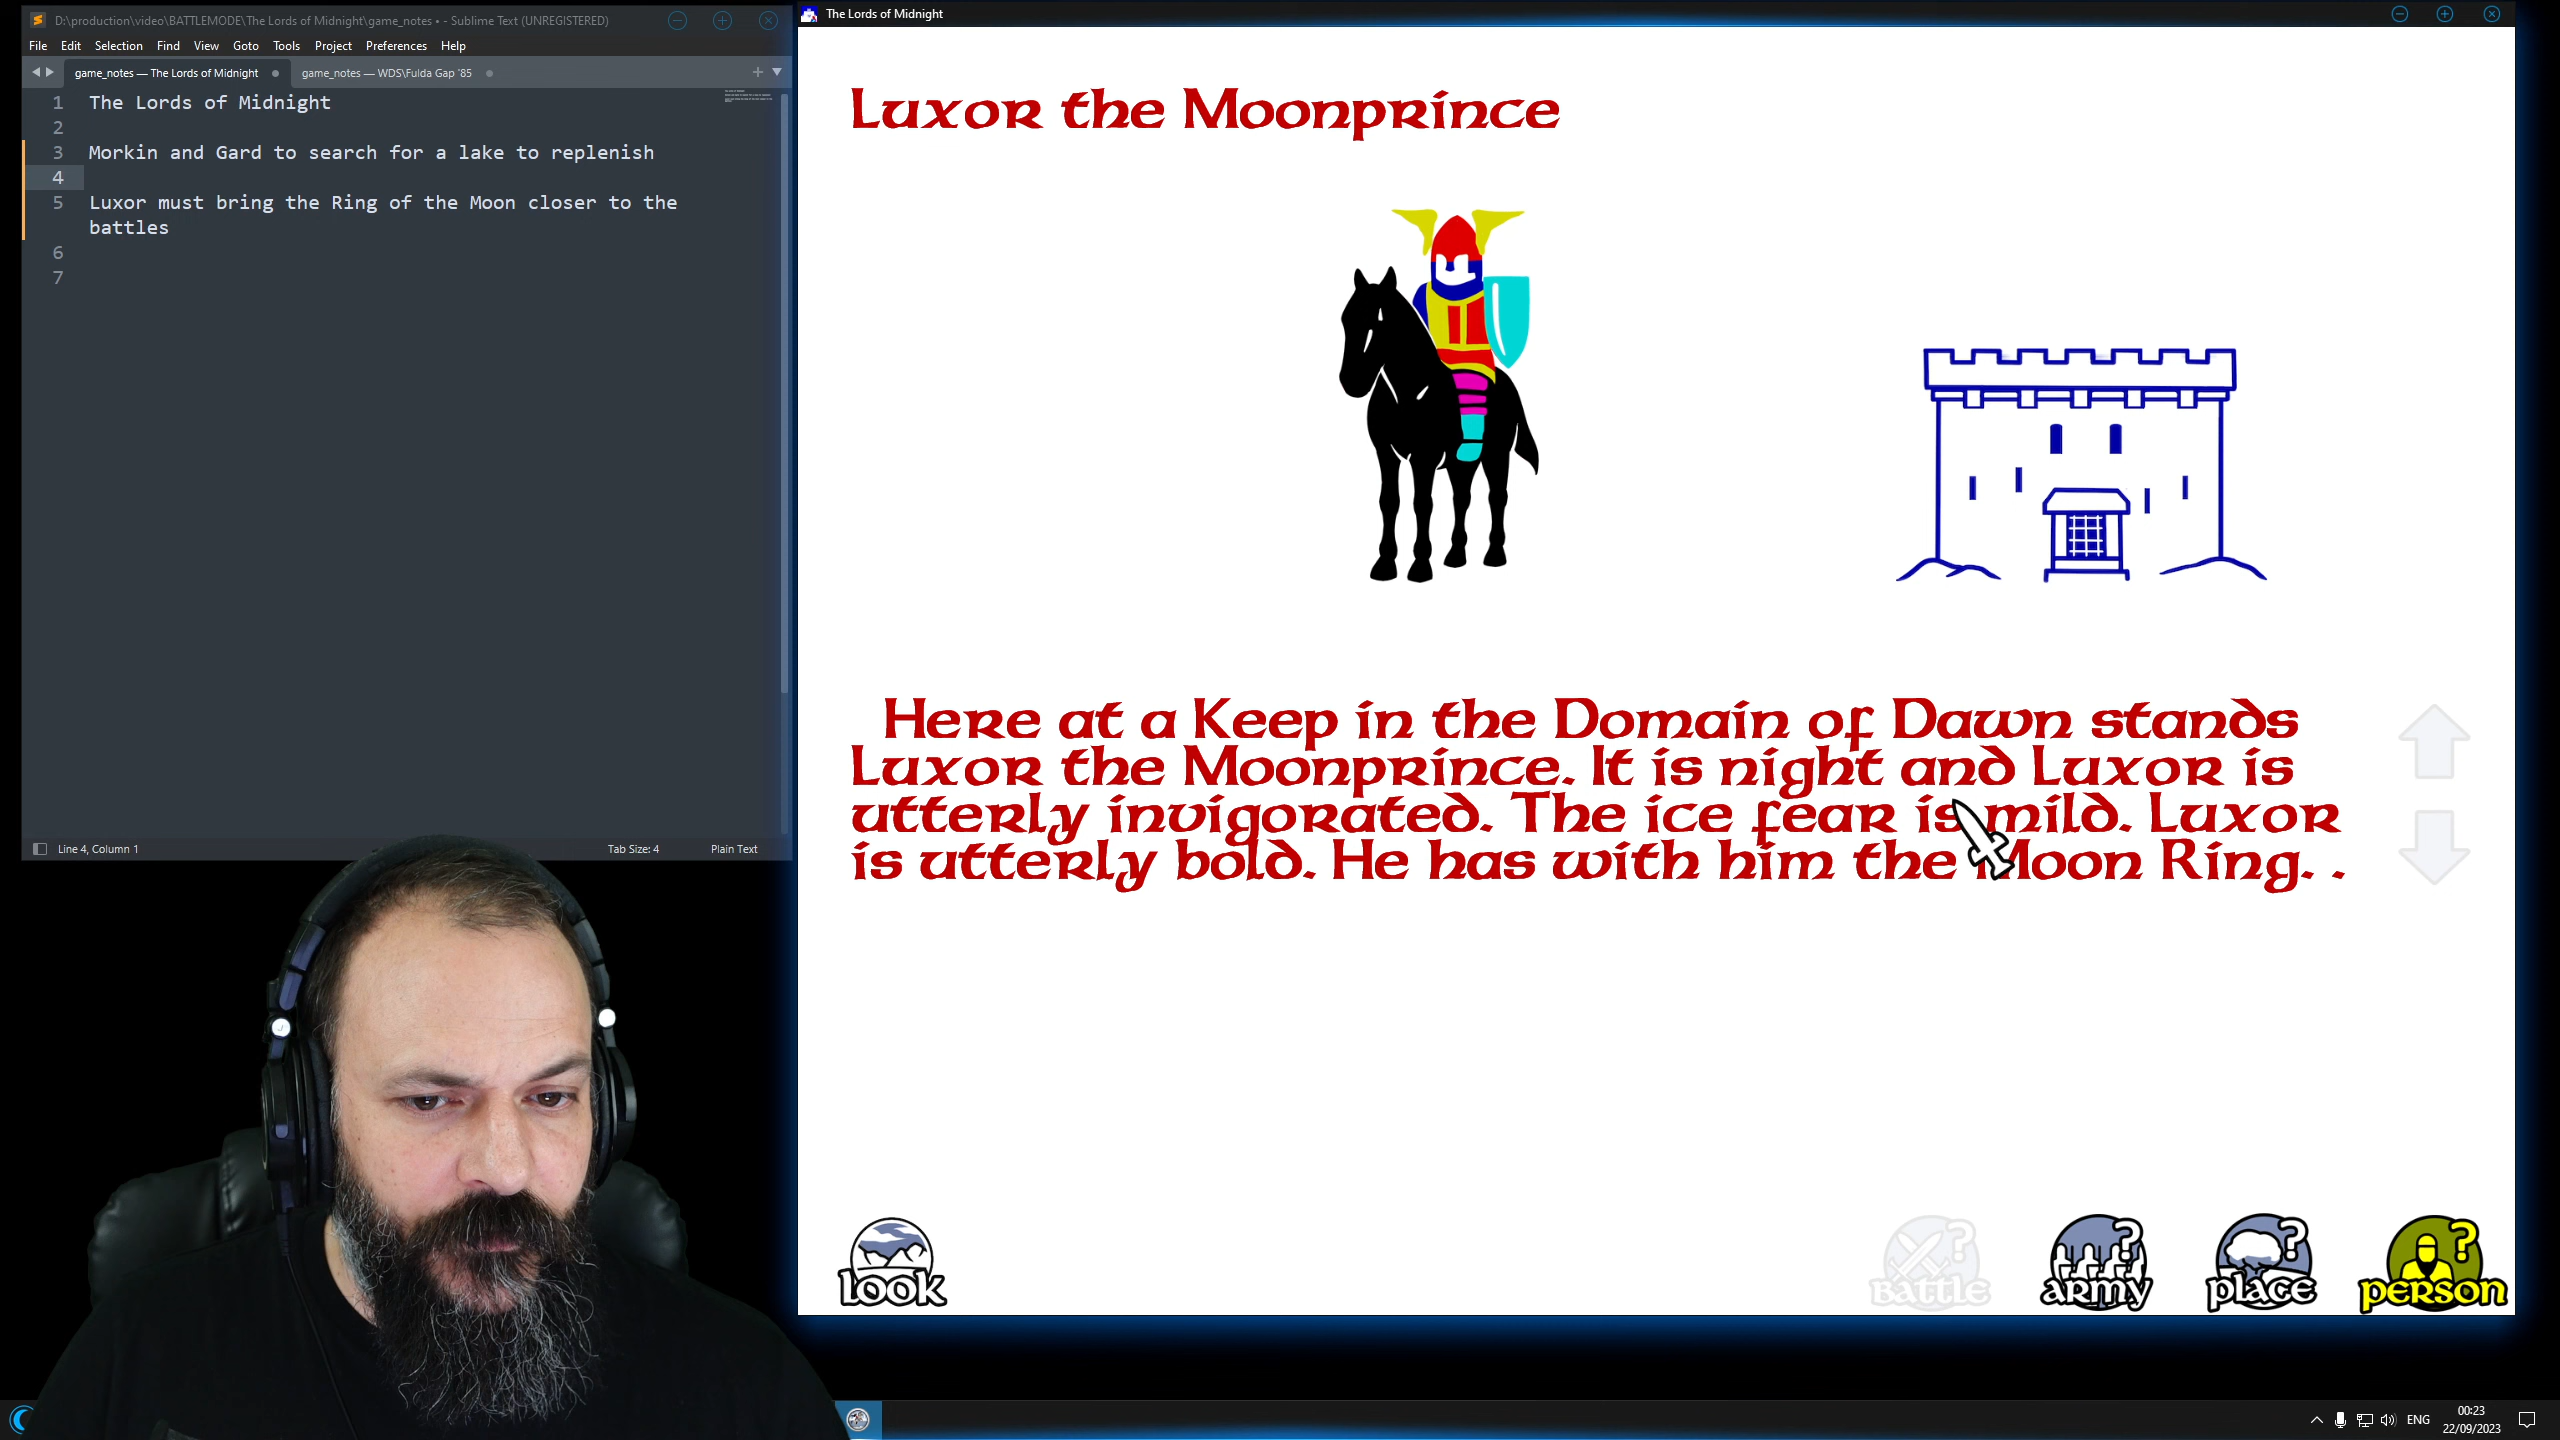 D:\production\video\BATTLEMODE\The Lords of Midnight\game_notes • - Sublime Text (UNREGISTERED)
File Edit Selection Find View Goto Tools Project Preferences Help
game_notes — The Lords of Midnight
game_notes — WDS\Fulda Gap '85
1 The Lords of Midnight
2
3 Morkin and Gard to search for a lake to replenish
4
5 Luxor must bring the Ring of the Moon closer to the
battles
6
7
Line 4, Column 1
Tab Size: 4
Plain Text
The Lords of Midnight
Luxor the Moonprince
Here at a Keep in the Domain of Dawn stands
Luxor the Moonprince. It is night and Luxor is
utterly invigorated. The ice fear is mild. Luxor
is utterly bold. He has with him the Moon Ring. .
look
Battle
army
place
person
ENG
00:23
22/09/2023